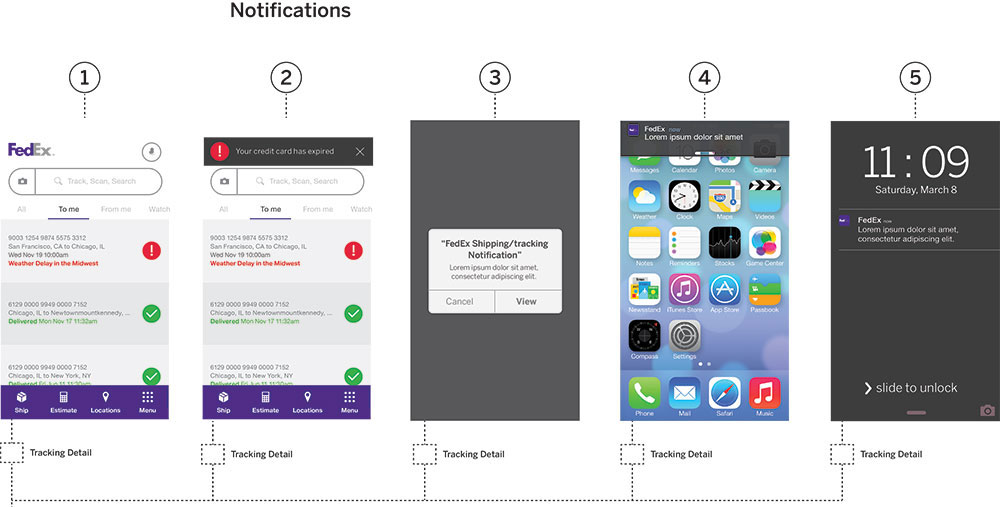 Notifications
1
2
3
4
5
FedEx
Track, Scan, Search
All To me From me Watch
9003 1254 9874 5575 3312
San Francisco, CA to Chicago, IL
Wed Nov 19 10:00am
Weather Delay in the Midwest
6129 0000 9949 0000 7152
Chicago, IL to Newtownmountkennedy, ...
Delivered Mon Nov 17 11:32am
6129 0000 9949 0000 7152
Chicago, IL to New York, NY
Delivered Fri Jun 11 11:30am
Ship Estimate Locations Menu
Tracking Detail
Your credit card has expired
Track, Scan, Search
All To me From me Watch
9003 1254 9874 5575 3312
San Francisco, CA to Chicago, IL
Wed Nov 19 10:00am
Weather Delay in the Midwest
6129 0000 9949 0000 7152
Chicago, IL to Newtownmountkennedy, ...
Delivered Mon Nov 17 11:32am
6129 0000 9949 0000 7152
Chicago, IL to New York, NY
Delivered Fri Jun 11 11:30am
Ship Estimate Locations Menu
Tracking Detail
"FedEx Shipping/tracking
Notification"
Lorem ipsum dolor sit amet,
consectetur adipiscing elit.
Cancel View
Tracking Detail
FedEx now
Lorem ipsum dolor sit amet
Messages Calendar Photos Camera
Weather Clock Maps Videos
Notes Reminders Stocks Game Center
Newsstand iTunes Store App Store Passbook
Compass Settings
Phone Mail Safari Music
Tracking Detail
11:09
Saturday, March 8
FedEx now
Lorem ipsum dolor sit amet,
consectetur adipiscing elit.
slide to unlock
Tracking Detail